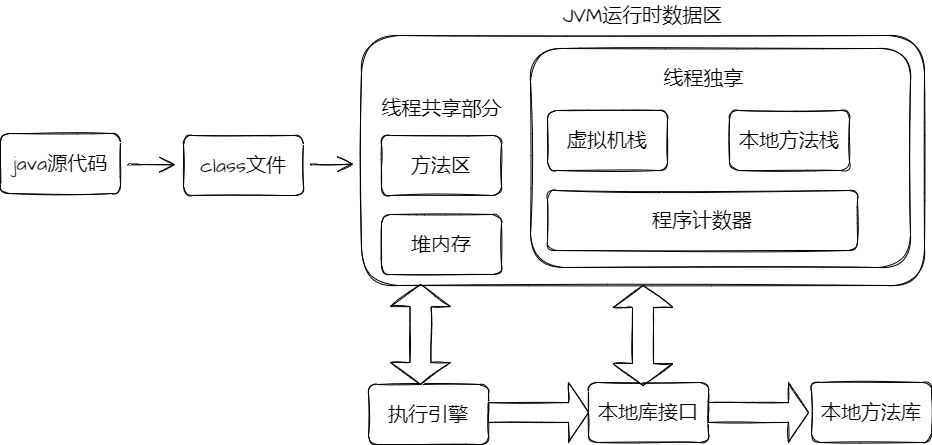 JVM运行时数据区
线程独享
线程共享部分
虚拟机栈
本地方法栈
java源代码
class文件
方法区
程序计数器
堆内存
执行引擎
本地库接口
本地方法库